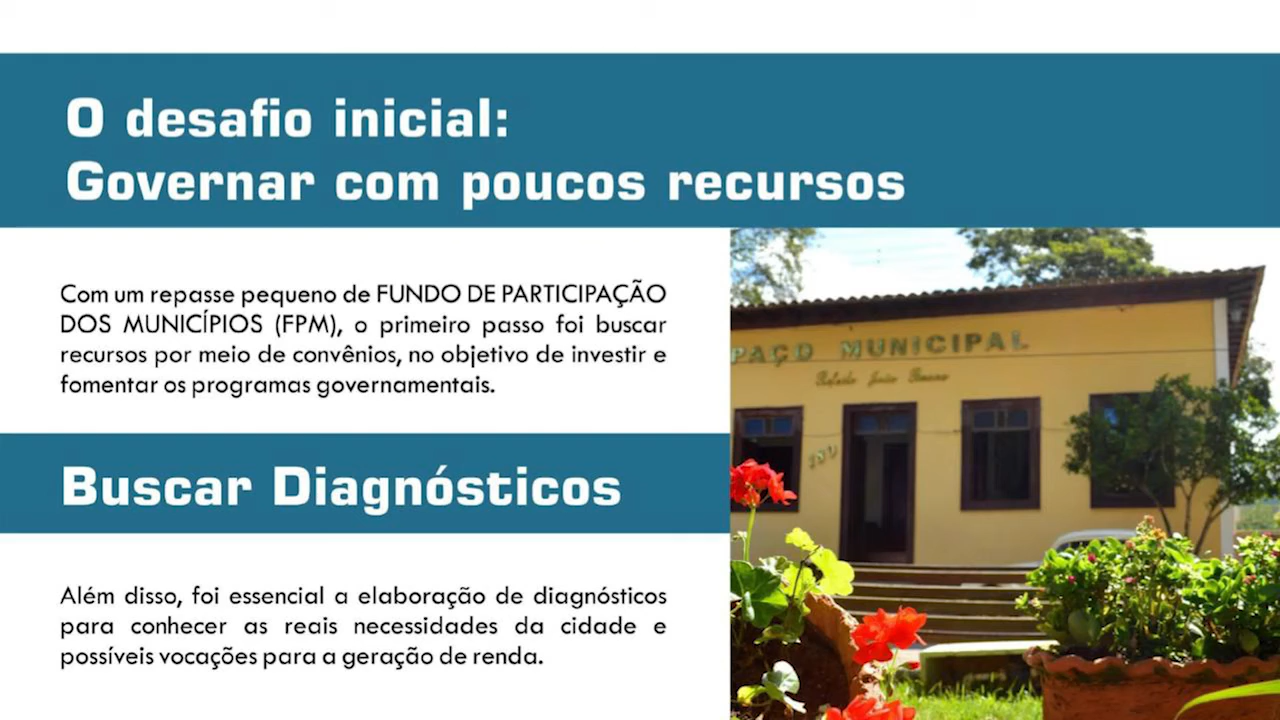 O desafio inicial:
Governar com poucos recursos
Com um repasse pequeno de FUNDO DE PARTICIPAÇÃO
DOS MUNICÍPIOS (FPM), o primeiro passo foi buscar
recursos por meio de convênios, no objetivo de investir e
fomentar os programas governamentais.
PAÇO MUNICIPAL
Buscar Diagnósticos
Além disso, foi essencial a elaboração de diagnósticos
para conhecer as reais necessidades da cidade e
possíveis vocações para a geração de renda.